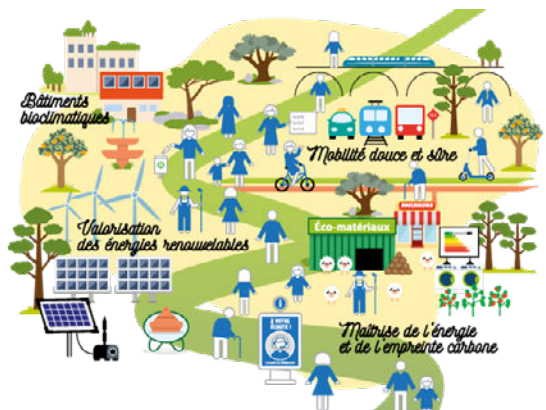 Bâtiments
bioclimatiques
Mobilité douce et sûre
Valorisation
des énergies renouvelables
Éco-matériaux
À VOTRE
ÉCOUTE !
Maîtrise de l'énergie
et de l'empreinte carbone